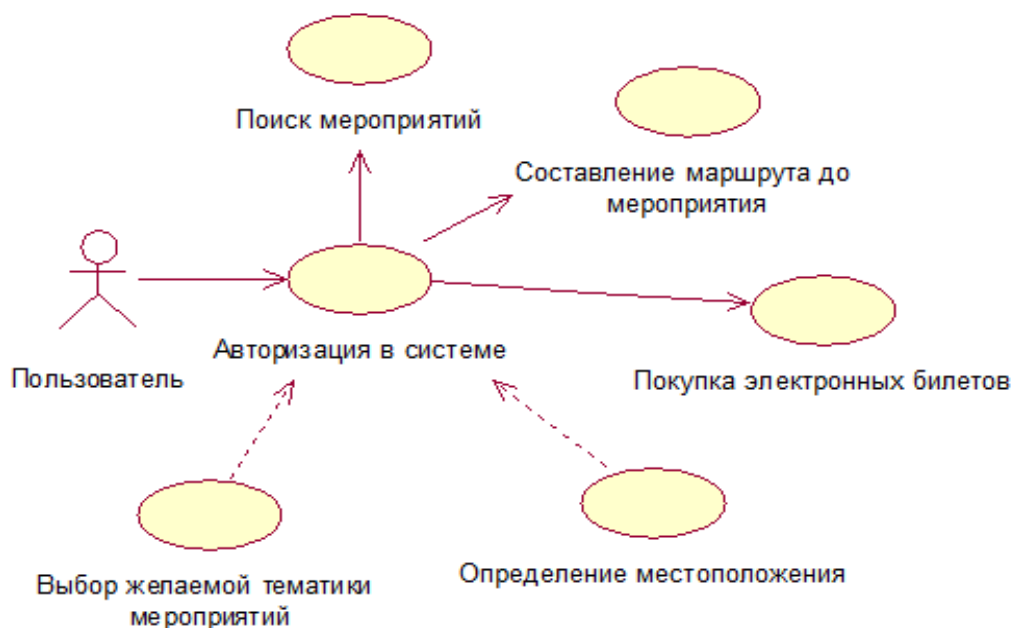 Поиск мероприятий
Составление маршрута до
мероприятия
Авторизация в системе
Пользователь
Покупка электронных билетов
Выбор желаемой тематики
мероприятий
Определение местоположения